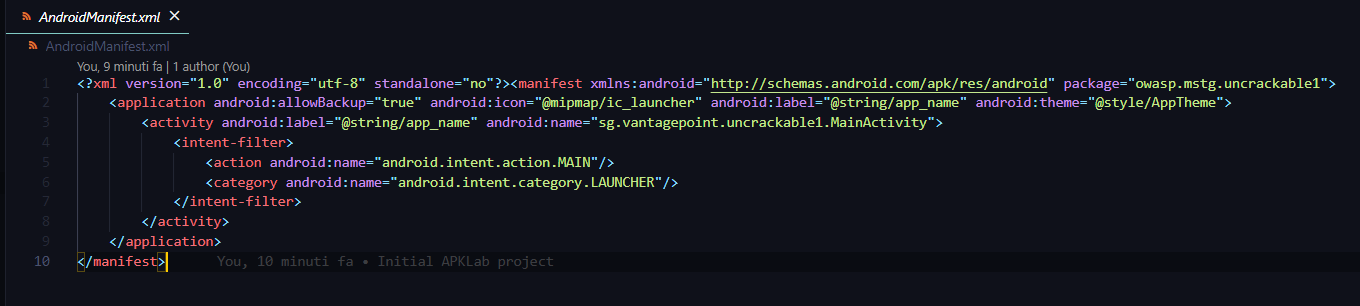 AndroidManifest.xml ✕
AndroidManifest.xml
You, 9 minuti fa | 1 author (You)
1 <?xml version="1.0" encoding="utf-8" standalone="no"?><manifest xmlns:android="http://schemas.android.com/apk/res/android" package="owasp.mstg.uncrackable1">
2     <application android:allowBackup="true" android:icon="@mipmap/ic_launcher" android:label="@string/app_name" android:theme="@style/AppTheme">
3         <activity android:label="@string/app_name" android:name="sg.vantagepoint.uncrackable1.MainActivity">
4             <intent-filter>
5                 <action android:name="android.intent.action.MAIN"/>
6                 <category android:name="android.intent.category.LAUNCHER"/>
7             </intent-filter>
8         </activity>
9     </application>
10 </manifest> You, 10 minuti fa • Initial APKLab project